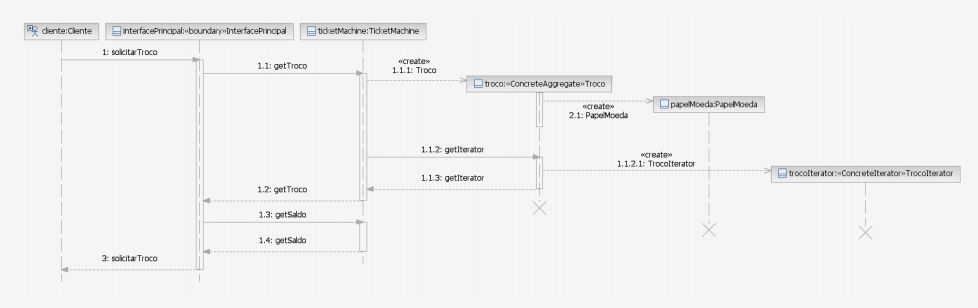 cliente:Cliente
interfacePrincipal:«boundary»InterfacePrincipal
ticketMachine:TicketMachine
1: solicitarTroco
1.1: getTroco
«create»
1.1.1: Troco
troco:«ConcreteAggregate»Troco
«create»
2.1: PapelMoeda
papelMoeda:PapelMoeda
1.1.2: getIterator
«create»
1.1.2.1: TrocoIterator
trocoIterator:«ConcreteIterator»TrocoIterator
1.1.3: getIterator
1.2: getTroco
1.3: getSaldo
1.4: getSaldo
3: solicitarTroco